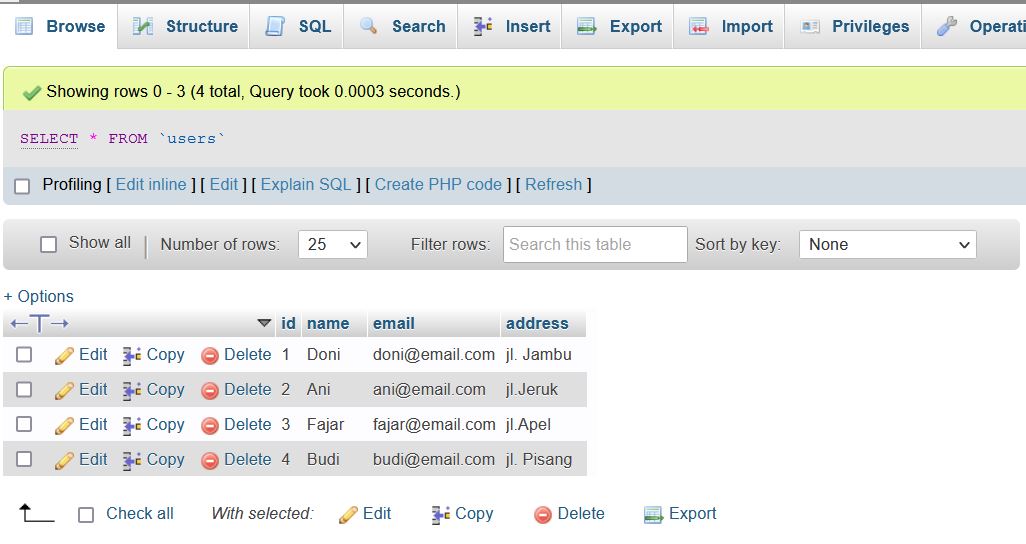 Browse Structure SQL Search Insert Export Import Privileges Operati
Showing rows 0 - 3 (4 total, Query took 0.0003 seconds.)
SELECT * FROM `users`
Profiling [ Edit inline ] [ Edit ] [ Explain SQL ] [ Create PHP code ] [ Refresh ]
Show all | Number of rows: 25 Filter rows: Search this table Sort by key: None
+ Options
←T→ id name email address
Edit Copy Delete 1 Doni doni@email.com jl. Jambu
Edit Copy Delete 2 Ani ani@email.com jl.Jeruk
Edit Copy Delete 3 Fajar fajar@email.com jl.Apel
Edit Copy Delete 4 Budi budi@email.com jl. Pisang
Check all With selected: Edit Copy Delete Export